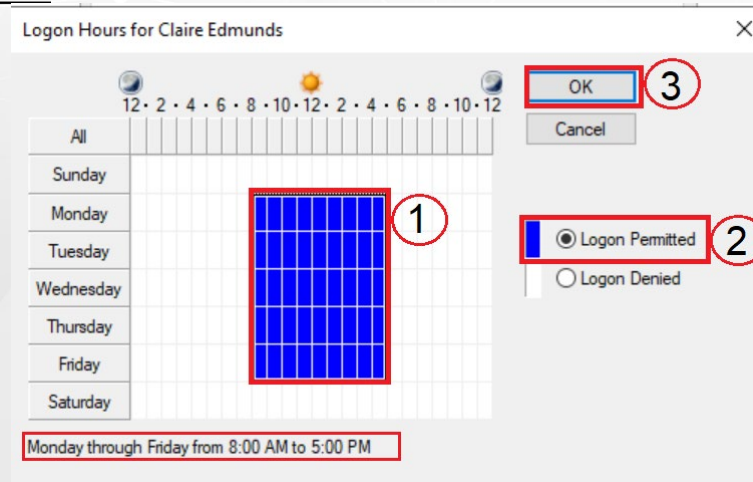 Logon Hours for Claire Edmunds
12 · 2 · 4 · 6 · 8 · 10 · 12 · 2 · 4 · 6 · 8 · 10 · 12
OK
3
All
Cancel
Sunday
Monday
1
Logon Permitted
2
Tuesday
Logon Denied
Wednesday
Thursday
Friday
Saturday
Monday through Friday from 8:00 AM to 5:00 PM